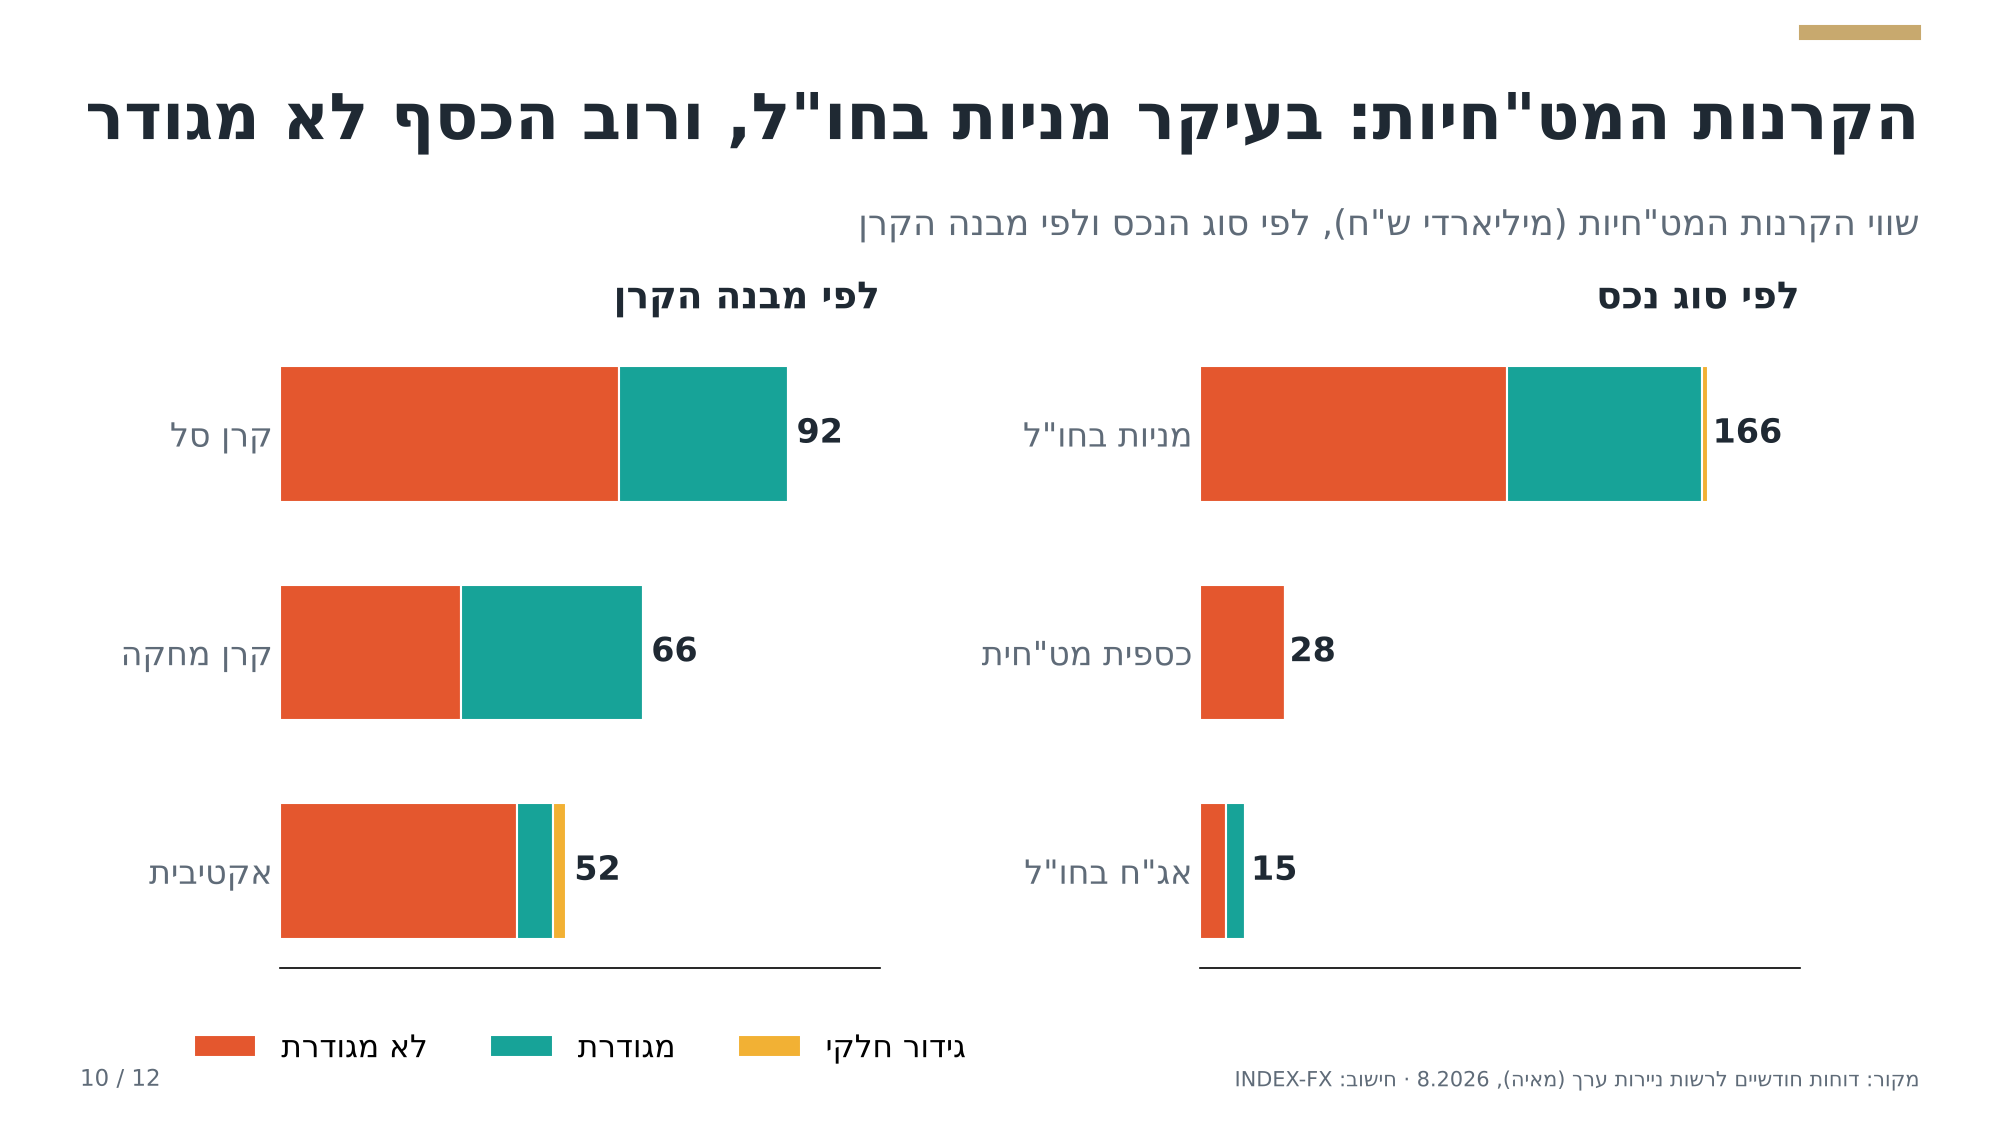 הקרנות המט"חיות: בעיקר מניות בחו"ל, ורוב הכסף לא מגודר
שווי הקרנות המט"חיות (מיליארדי ש"ח), לפי סוג הנכס ולפי מבנה הקרן
לפי סוג נכס
מניות בחו"ל 166
כספית מט"חית 28
אג"ח בחו"ל 15
לפי מבנה הקרן
קרן סל 92
קרן מחקה 66
אקטיבית 52
לא מגודרת
מגודרת
גידור חלקי
מקור: דוחות חודשיים לרשות ניירות ערך (מאיה), 8.2026 · חישוב: INDEX-FX
10 / 12